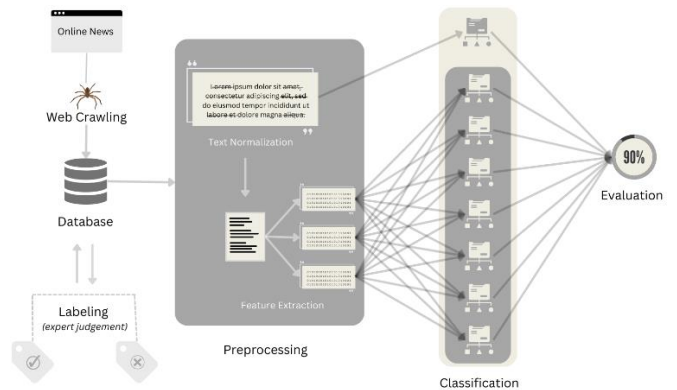 Online News
Web Crawling
Database
Labeling
(expert judgement)
Lorem ipsum dolor sit amet,
consectetur adipiscing elit, sed
do eiusmod tempor incididunt ut
labore et dolore magna aliqua.
Text Normalization
Feature Extraction
Preprocessing
Classification
90%
Evaluation